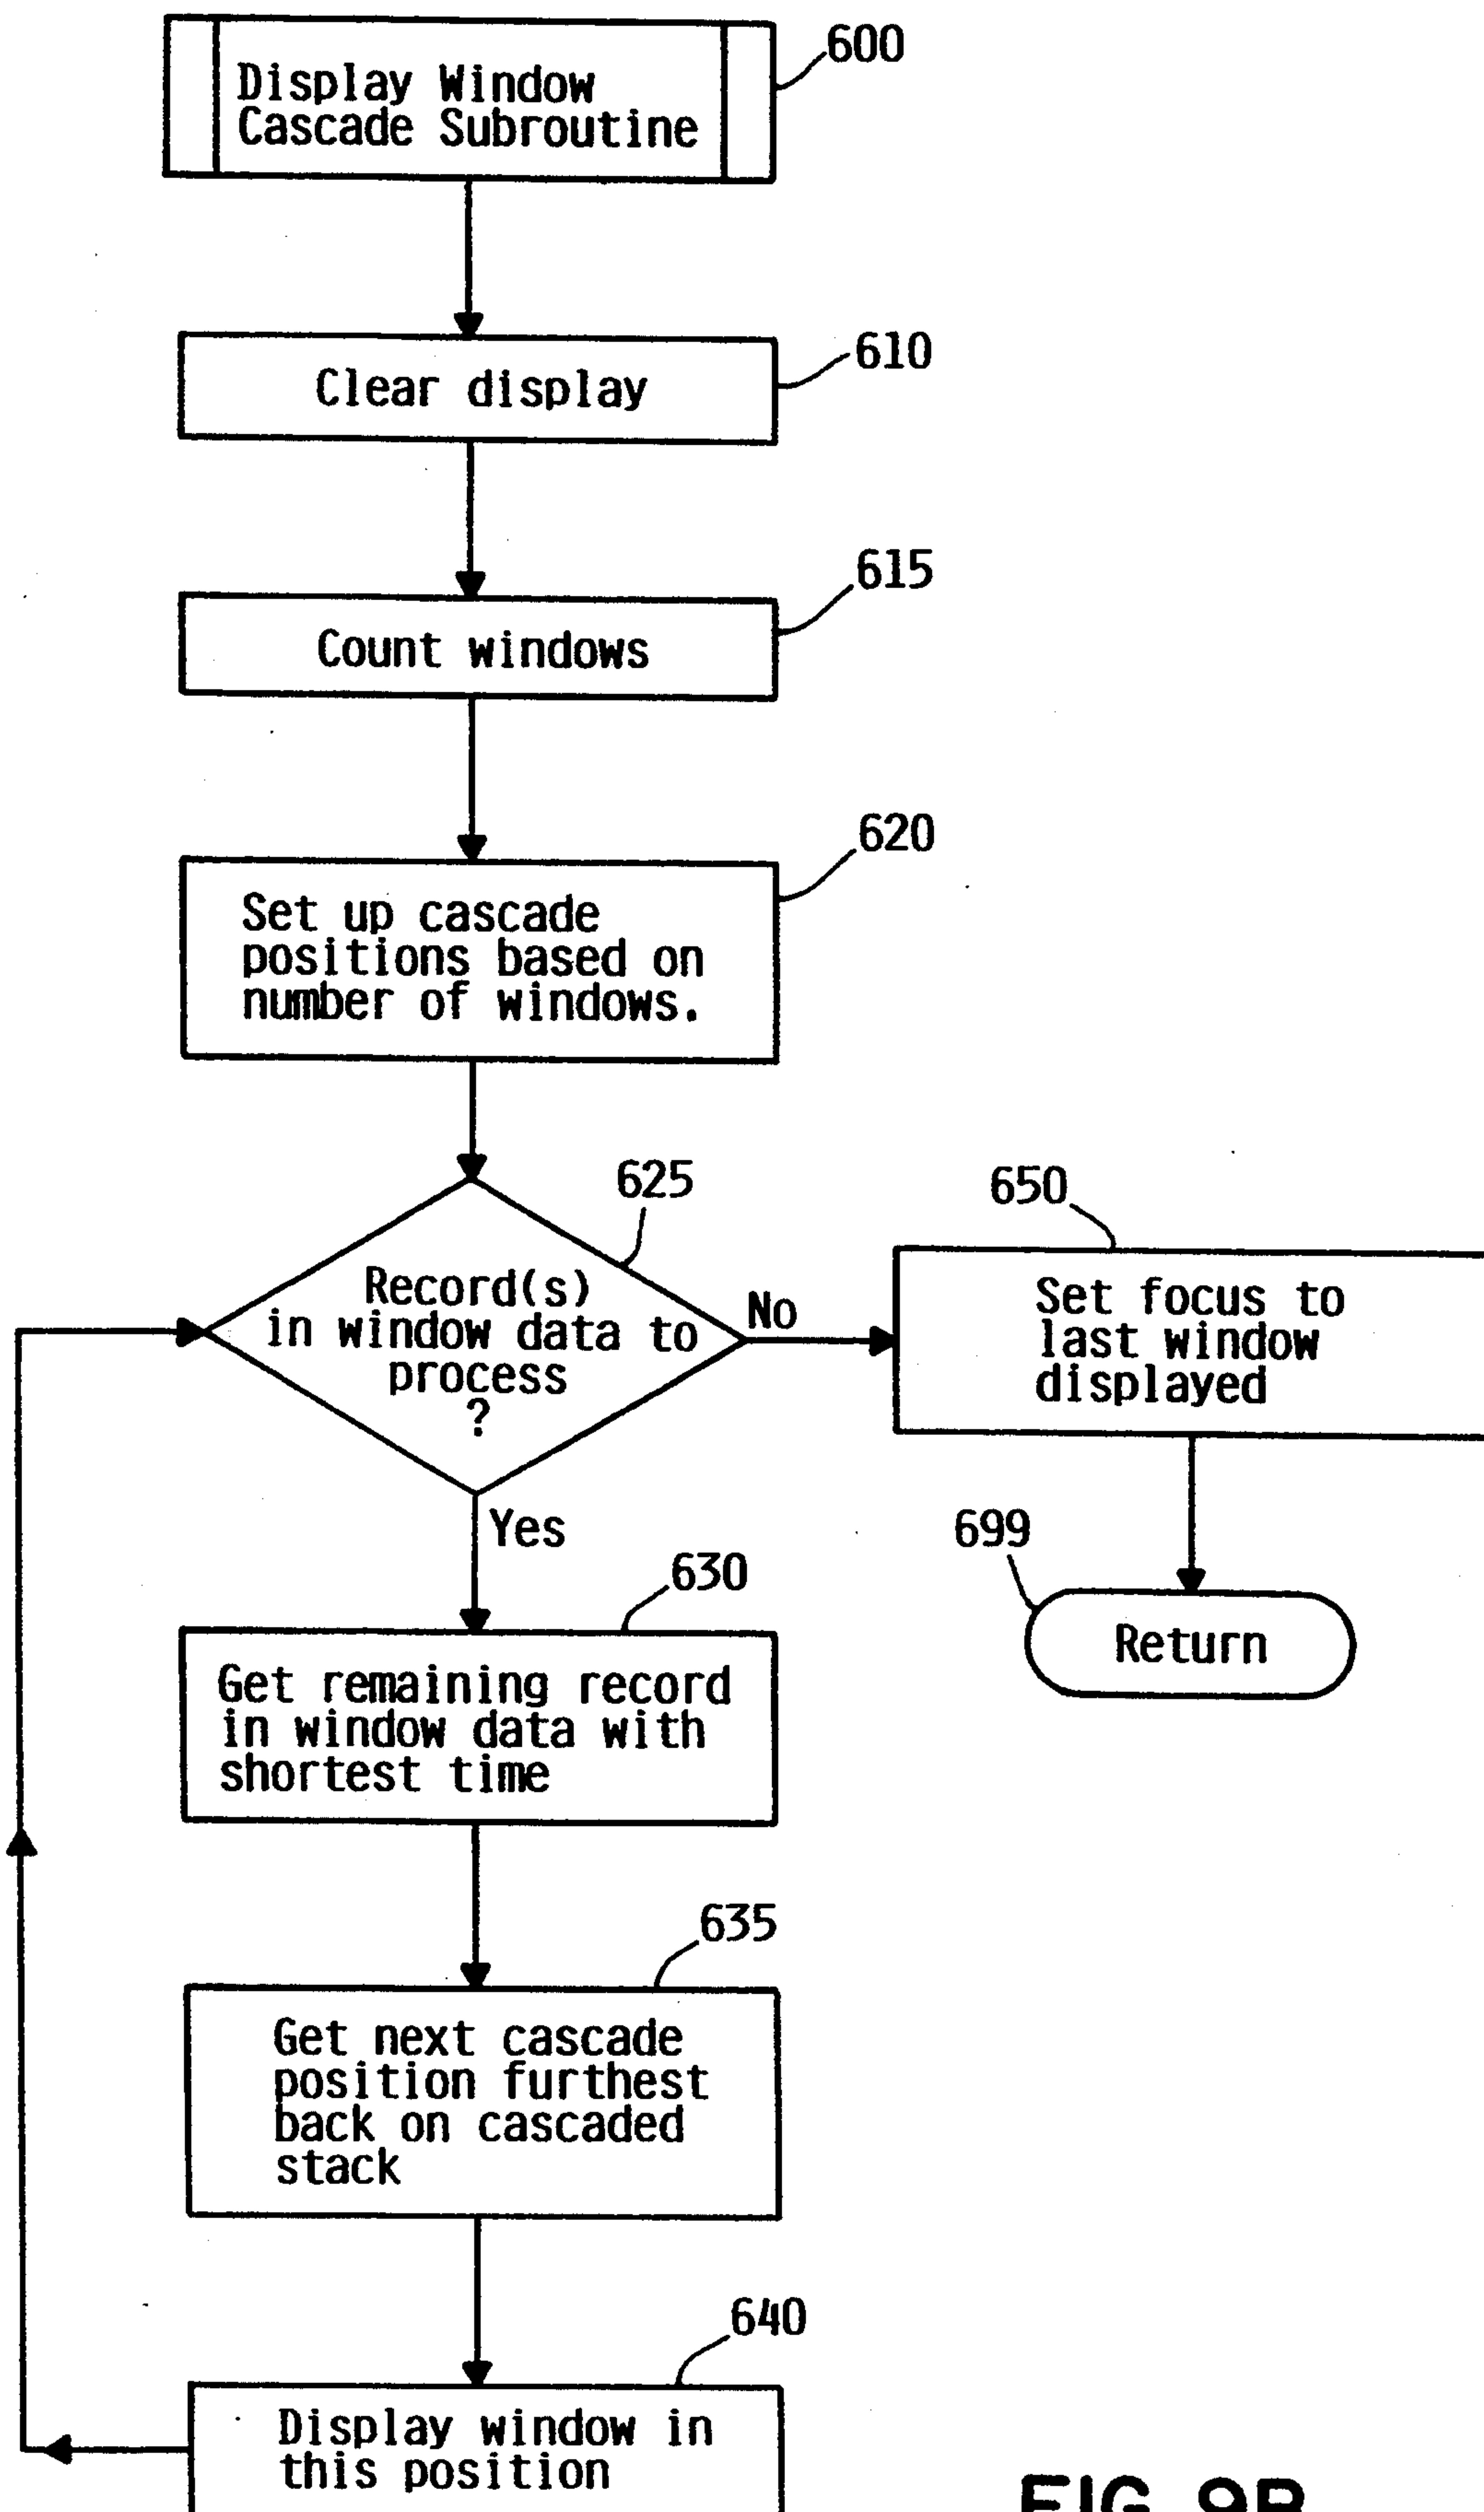 600
Display Window
Cascade Subroutine
610
Clear display
615
Count windows
620
Set up cascade
positions based on
number of windows.
625
Record(s)
in window data to
process
?
No
650
Set focus to
last window
displayed
Yes
699
Return
630
Get remaining record
in window data with
shortest time
635
Get next cascade
position furthest
back on cascaded
stack
640
Display window in
this position
FIG. 9B